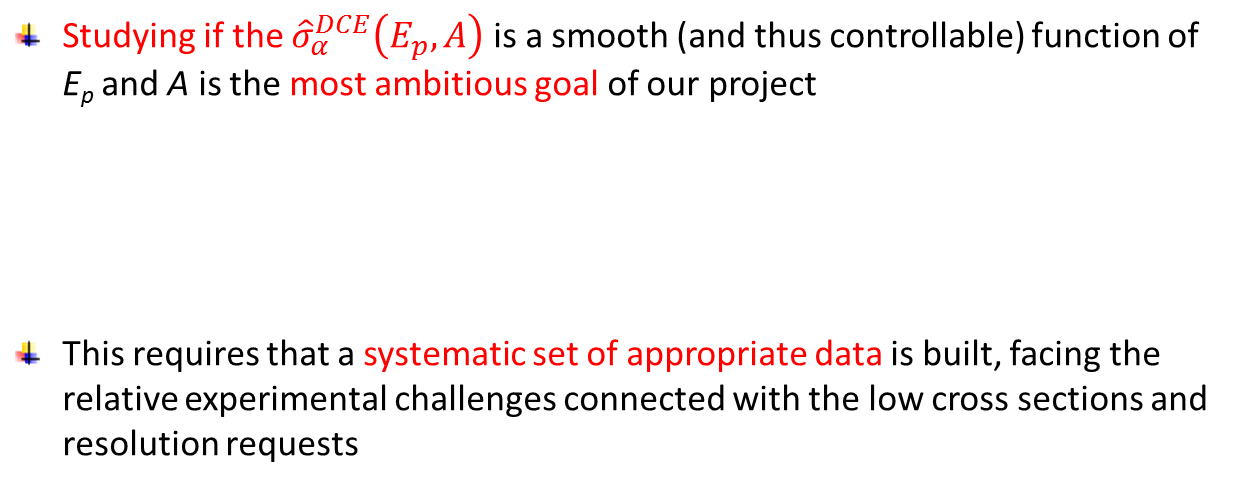 Studying if the σ̂_α^{DCE}(E_p, A) is a smooth (and thus controllable) function of
E_p and A is the most ambitious goal of our project
This requires that a systematic set of appropriate data is built, facing the
relative experimental challenges connected with the low cross sections and
resolution requests